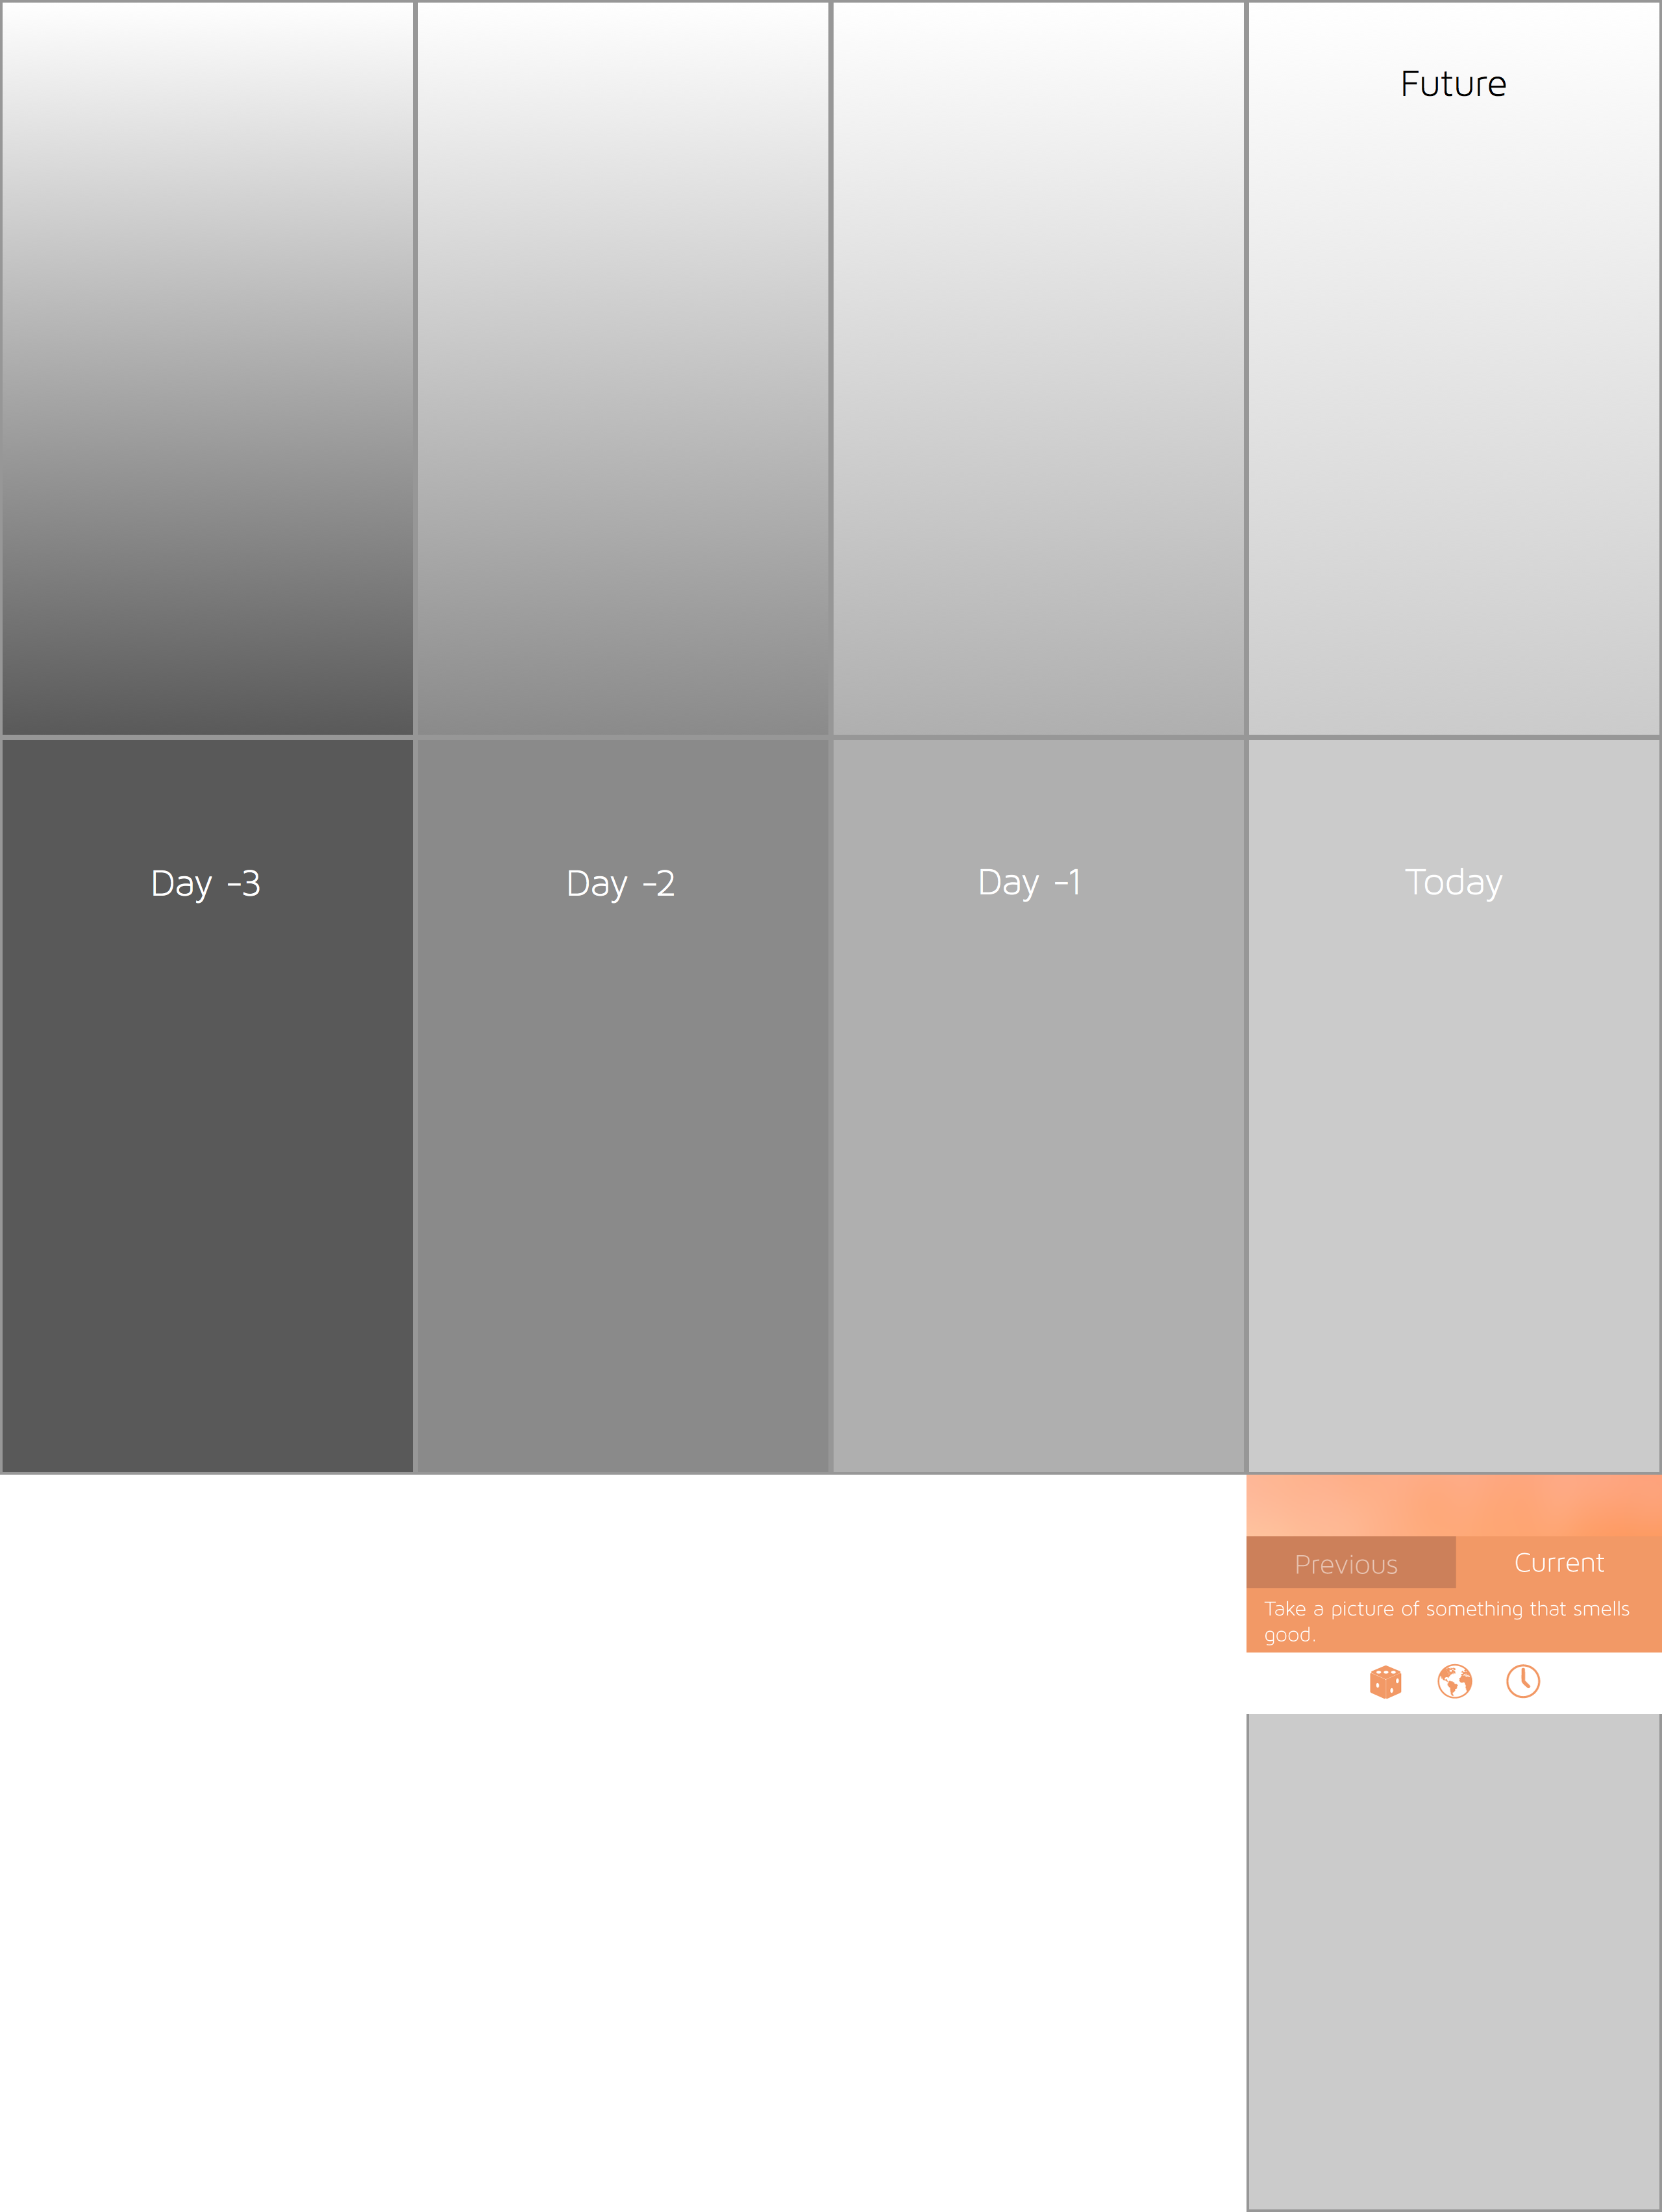 Future
Day -3
Day -2
Day -1
Today
Previous
Current
Take a picture of something that smells
good.